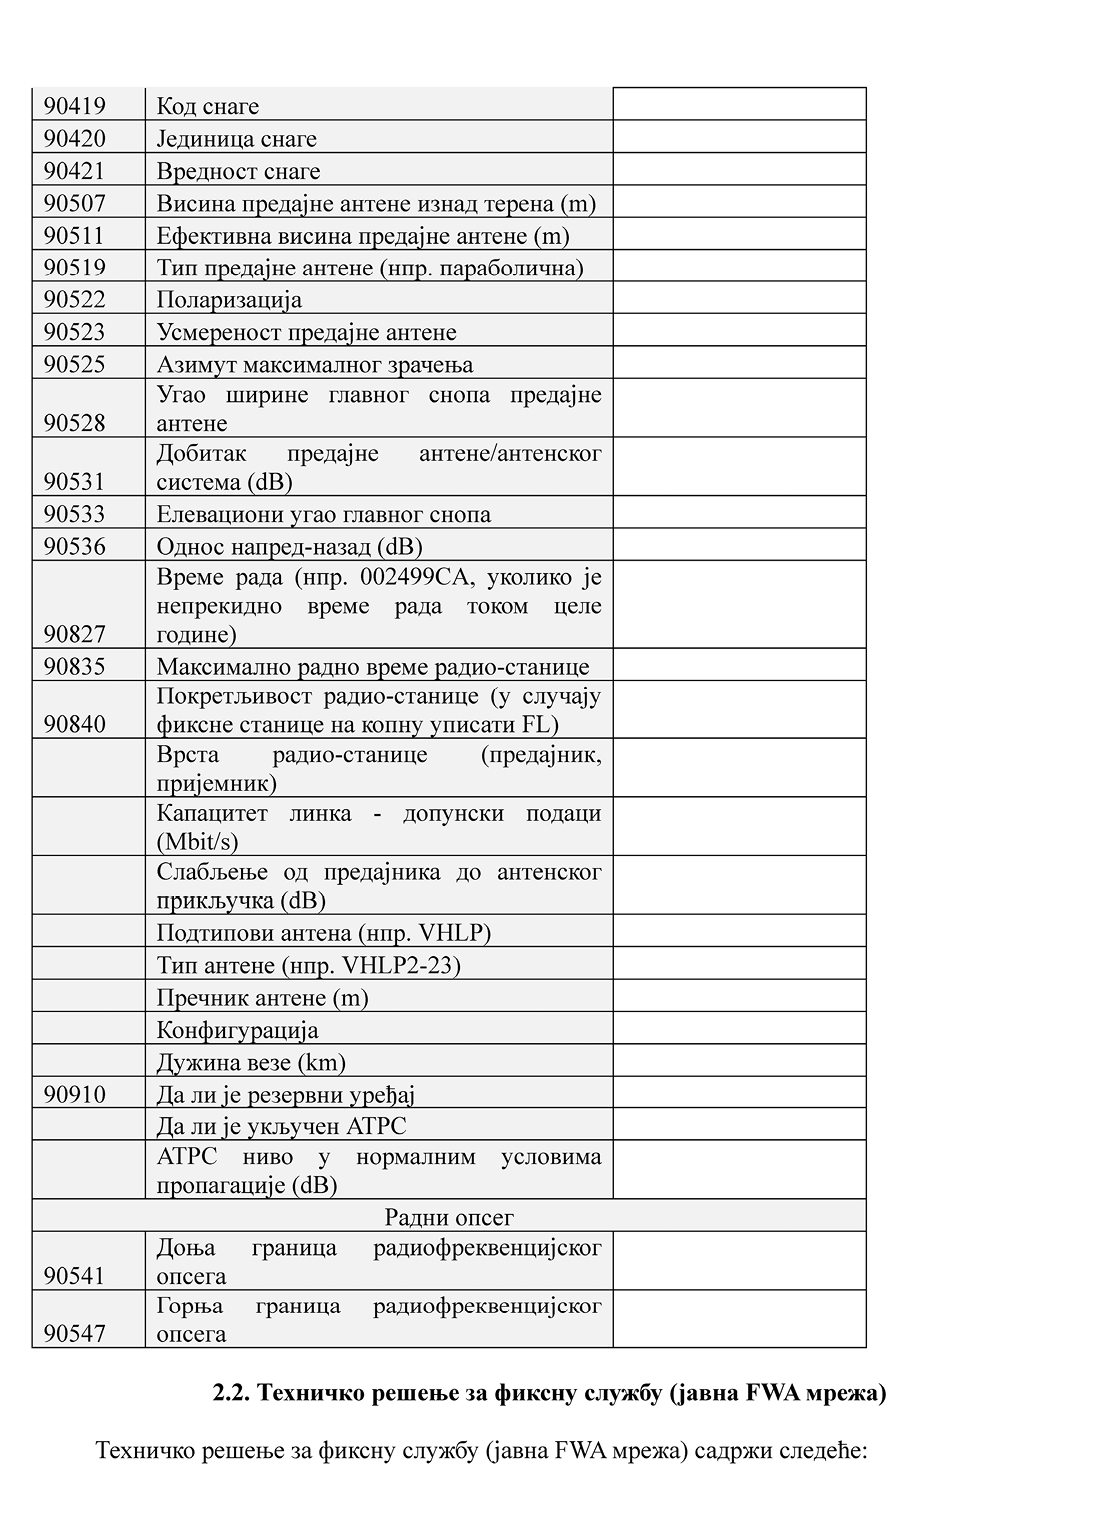 90419 Код снаге
90420 Јединица снаге
90421 Вредност снаге
90507 Висина предајне антене изнад терена (m)
90511 Ефективна висина предајне антене (m)
90519 Тип предајне антене (нпр. параболична)
90522 Поларизација
90523 Усмереност предајне антене
90525 Азимут максималног зрачења
Угао ширине главног снопа предајне
90528 антене
Добитак предајне антене/антенског
90531 система (dB)
90533 Елевациони угао главног снопа
90536 Однос напред-назад (dB)
Време рада (нпр. 002499CA, уколико је
непрекидно време рада током целе
90827 године)
90835 Максимално радно време радио-станице
Покретљивост радио-станице (у случају
90840 фиксне станице на копну уписати FL)
Врста радио-станице (предајник,
пријемник)
Капацитет линка - допунски подаци
(Mbit/s)
Слабљење од предајника до антенског
прикључка (dB)
Подтипови антена (нпр. VHLP)
Тип антене (нпр. VHLP2-23)
Пречник антене (m)
Конфигурација
Дужина везе (km)
90910 Да ли је резервни уређај
Да ли је укључен ATPC
ATPC ниво у нормалним условима
пропагације (dB)
Радни опсег
Доња граница радиофреквенцијског
90541 опсега
Горња граница радиофреквенцијског
90547 опсега
2.2. Техничко решење за фиксну службу (јавна FWA мрежа)
Техничко решење за фиксну службу (јавна FWA мрежа) садржи следеће: